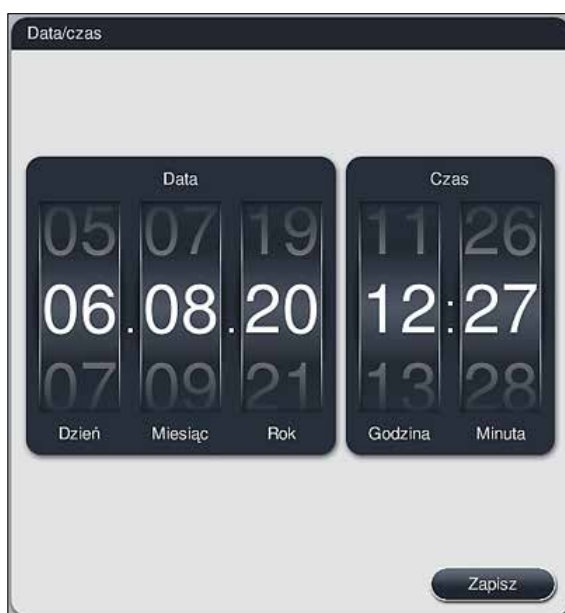 Data/czas
Data Czas
05 07 19 11 26
06.08.20 12:27
07 09 21 13 28
Dzień Miesiąc Rok Godzina Minuta
Zapisz